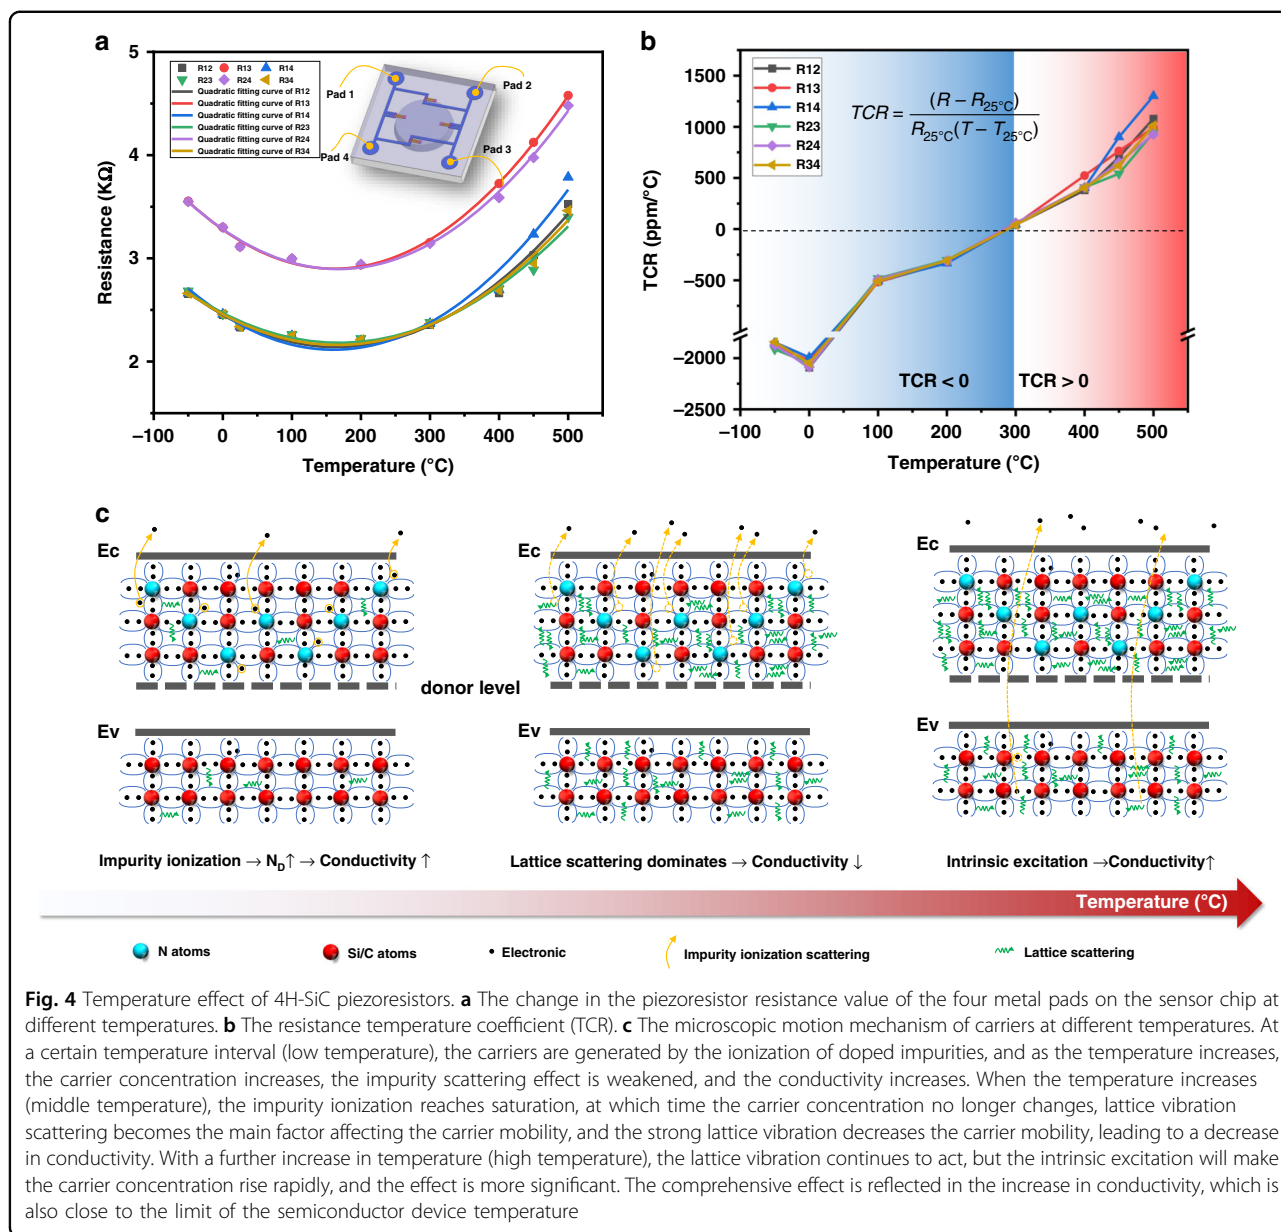 a
5
4.5
4
3.5
3
2.5
2
1.5
Resistance (KΩ)
R12 R13 R14
R23 R24 R34
Quadratic fitting curve of R12
Quadratic fitting curve of R13
Quadratic fitting curve of R14
Quadratic fitting curve of R23
Quadratic fitting curve of R24
Quadratic fitting curve of R34
Pad 1
Pad 2
Pad 3
Pad 4
−100 0 100 200 300 400 500
Temperature (°C)
b
1500
1000
500
0
−500
−2000
−2500
TCR (ppm/°C)
R12
R13
R14
R23
R24
R34
TCR = (R − R25°C) / R25°C(T − T25°C)
TCR < 0 TCR > 0
−100 0 100 200 300 400 500
Temperature (°C)
c
Ec
Ec
Ec
donor level
Ev
Ev
Ev
Impurity ionization → ND↑ → Conductivity ↑
Lattice scattering dominates → Conductivity ↓
Intrinsic excitation →Conductivity↑
Temperature (°C)
N atoms
Si/C atoms
Electronic
Impurity ionization scattering
Lattice scattering
Fig. 4 Temperature effect of 4H-SiC piezoresistors. a The change in the piezoresistor resistance value of the four metal pads on the sensor chip at
different temperatures. b The resistance temperature coefficient (TCR). c The microscopic motion mechanism of carriers at different temperatures. At
a certain temperature interval (low temperature), the carriers are generated by the ionization of doped impurities, and as the temperature increases,
the carrier concentration increases, the impurity scattering effect is weakened, and the conductivity increases. When the temperature increases
(middle temperature), the impurity ionization reaches saturation, at which time the carrier concentration no longer changes, lattice vibration
scattering becomes the main factor affecting the carrier mobility, and the strong lattice vibration decreases the carrier mobility, leading to a decrease
in conductivity. With a further increase in temperature (high temperature), the lattice vibration continues to act, but the intrinsic excitation will make
the carrier concentration rise rapidly, and the effect is more significant. The comprehensive effect is reflected in the increase in conductivity, which is
also close to the limit of the semiconductor device temperature